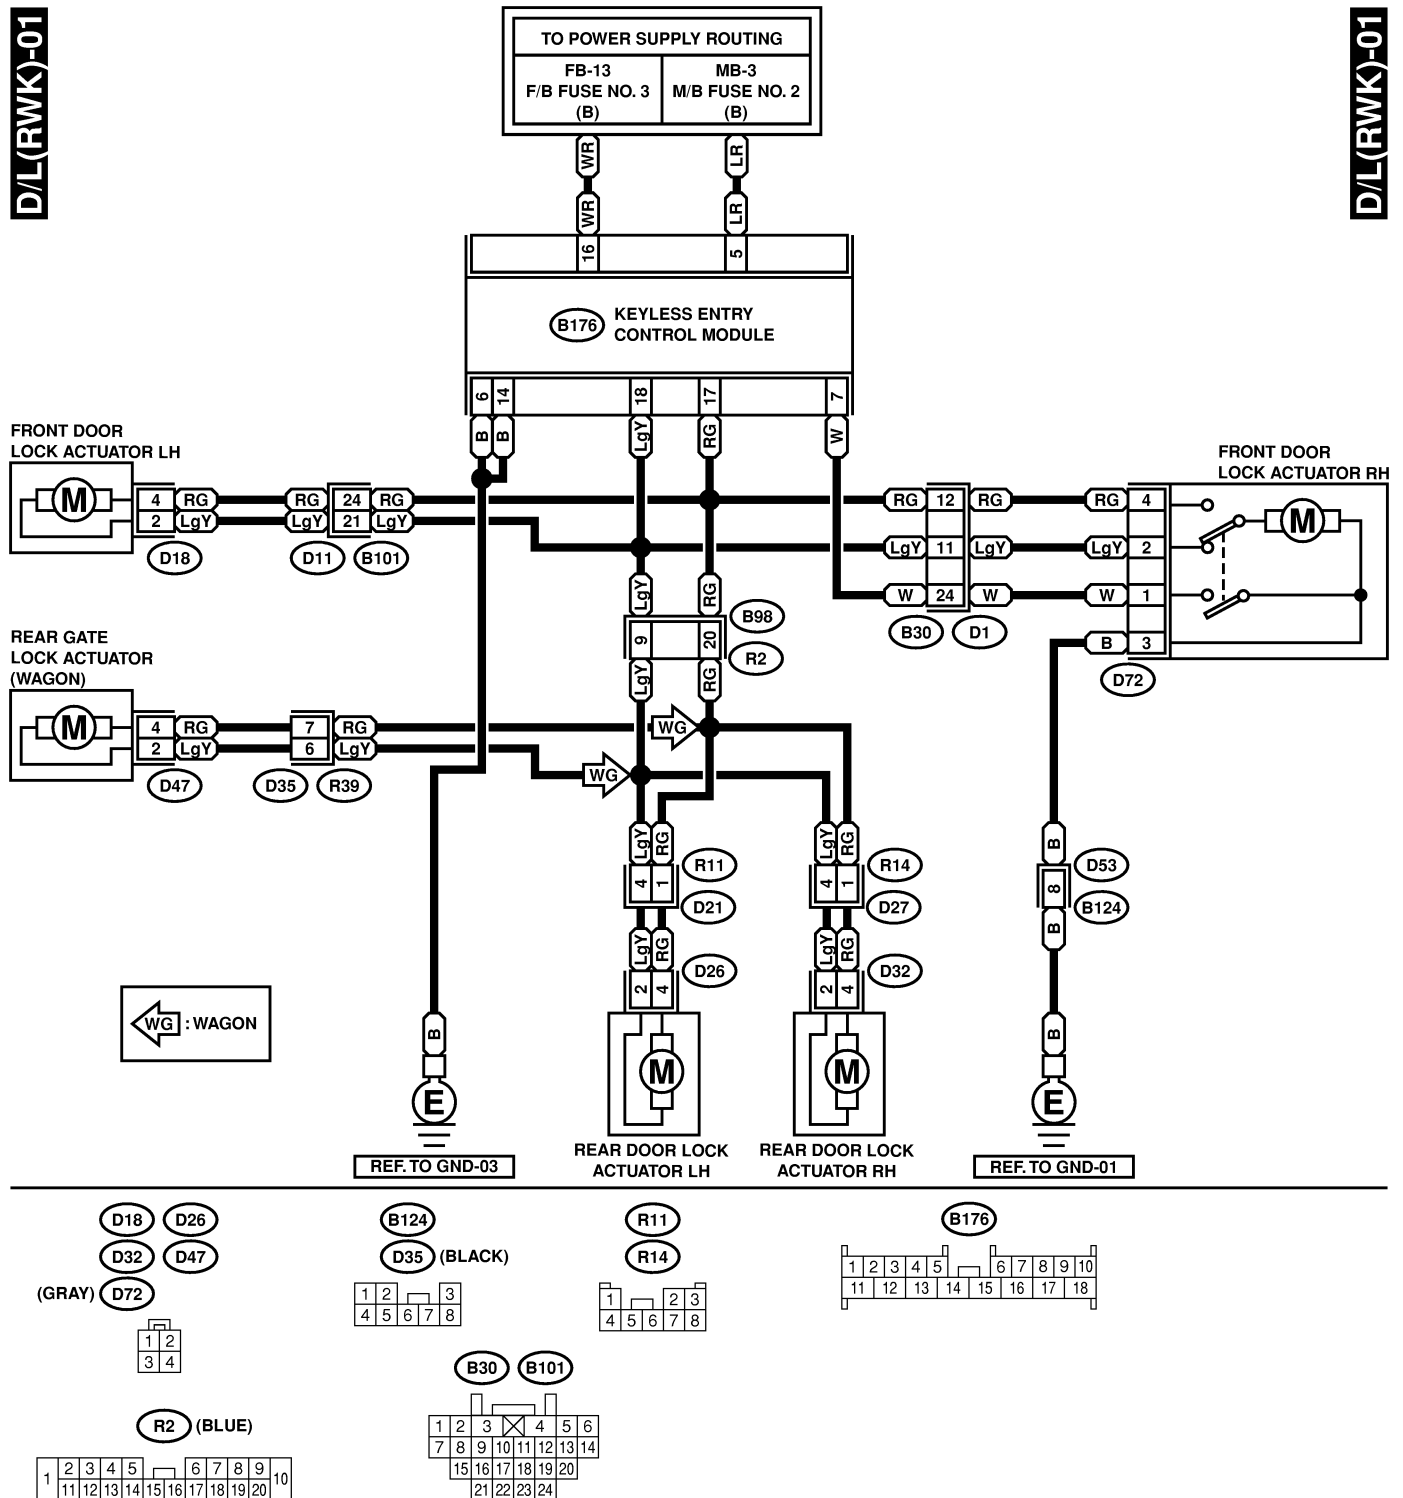 D/L(RWK)-01
D/L(RWK)-01
TO POWER SUPPLY ROUTING
FB-13
F/B FUSE NO. 3
(B)
MB-3
M/B FUSE NO. 2
(B)
WR
LR
WR
LR
16
5
B176
KEYLESS ENTRY
CONTROL MODULE
6
14
18
17
7
B
B
LgY
RG
W
FRONT DOOR
LOCK ACTUATOR LH
M
4
RG
RG
24
RG
2
LgY
LgY
21
LgY
D18
D11
B101
FRONT DOOR
LOCK ACTUATOR RH
RG
12
RG
RG
4
M
LgY
11
LgY
LgY
2
W
24
W
W
1
B
3
B30
D1
D72
LgY
RG
B98
9
20
R2
LgY
RG
REAR GATE
LOCK ACTUATOR
(WAGON)
M
4
RG
7
RG
WG
2
LgY
6
LgY
WG
D47
D35
R39
LgY
RG
R11
4
1
D21
LgY
RG
D26
2
4
M
REAR DOOR LOCK
ACTUATOR LH
LgY
RG
R14
4
1
D27
LgY
RG
D32
2
4
M
REAR DOOR LOCK
ACTUATOR RH
B
D53
8
B124
B
B
E
REF. TO GND-01
WG : WAGON
B
E
REF. TO GND-03
D18
D26
D32
D47
(GRAY) D72
1 2
3 4
B124
D35 (BLACK)
1 2 3
4 5 6 7 8
R11
R14
1 2 3
4 5 6 7 8
B176
1 2 3 4 5 6 7 8 9 10
11 12 13 14 15 16 17 18
B30
B101
1 2 3 4 5 6
7 8 9 10 11 12 13 14
15 16 17 18 19 20
21 22 23 24
R2 (BLUE)
1 2 3 4 5 6 7 8 9 10
11 12 13 14 15 16 17 18 19 20